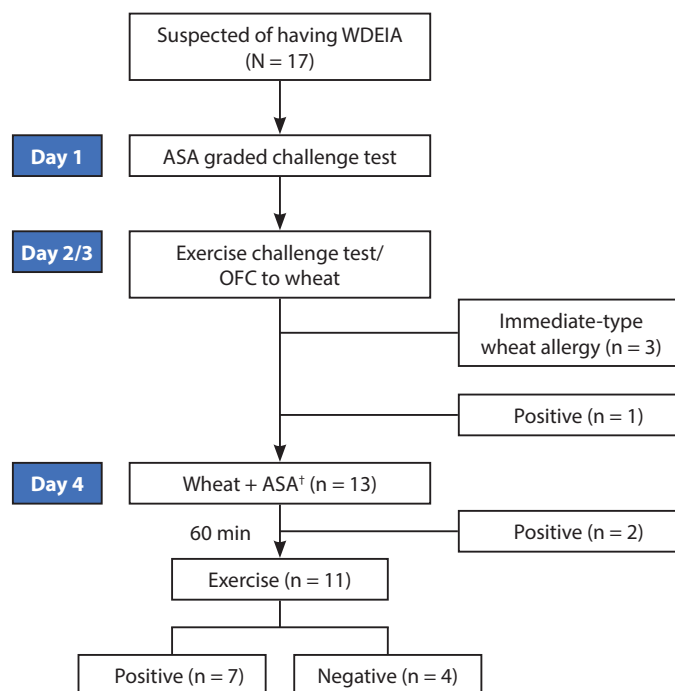 Suspected of having WDEIA
(N = 17)
Day 1
ASA graded challenge test
Day 2/3
Exercise challenge test/
OFC to wheat
Immediate-type
wheat allergy (n = 3)
Positive (n = 1)
Day 4
Wheat + ASA† (n = 13)
60 min
Positive (n = 2)
Exercise (n = 11)
Positive (n = 7)
Negative (n = 4)